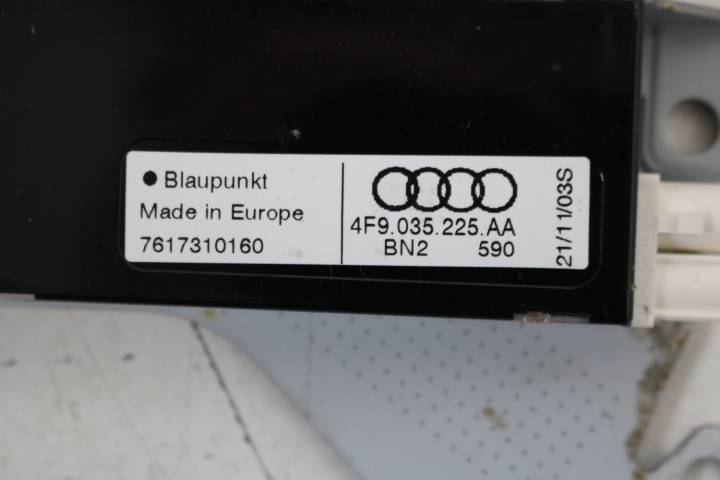 Blaupunkt
Made in Europe
7617310160
4F9.035.225.AA
BN2 590
21/11/03S